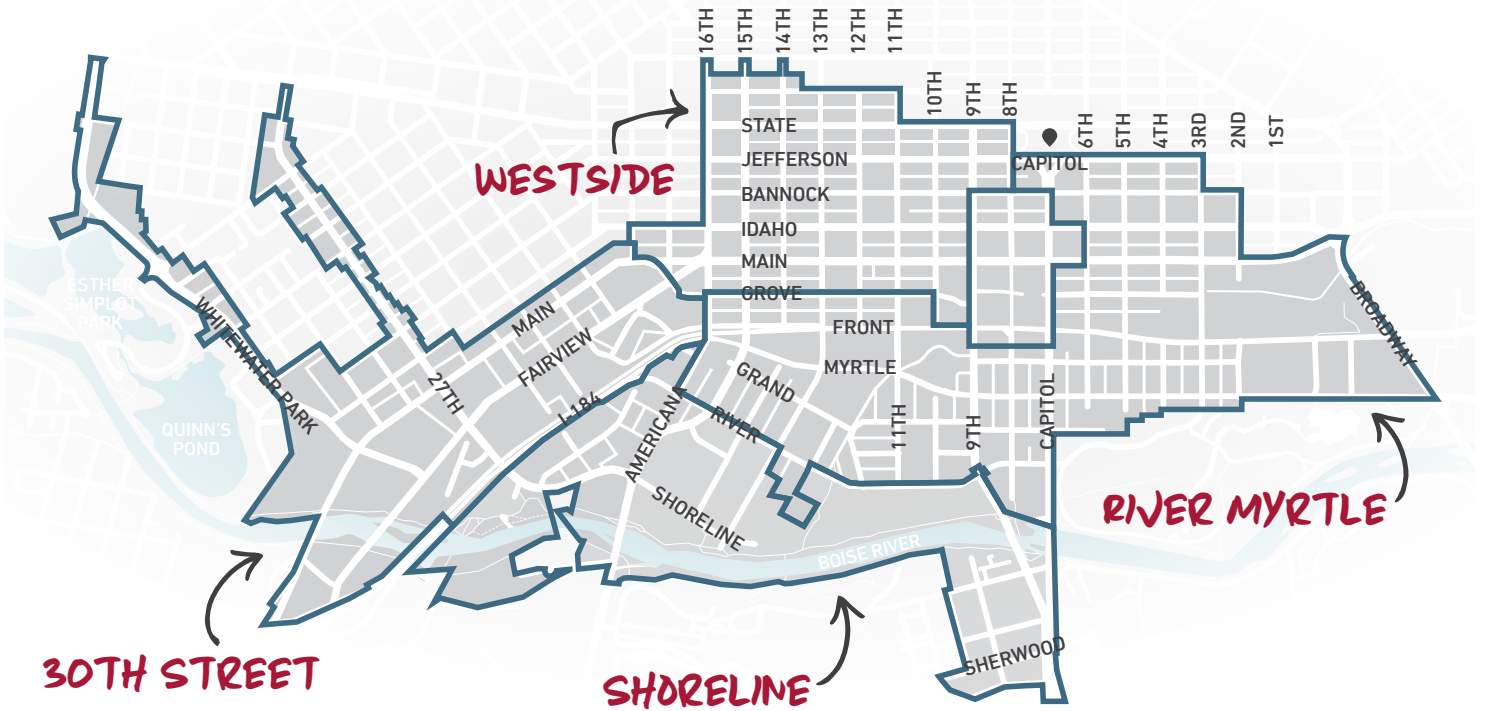 16TH
15TH
14TH
13TH
12TH
11TH
10TH
9TH
8TH
6TH
5TH
4TH
3RD
2ND
1ST
STATE
JEFFERSON
CAPITOL
WESTSIDE
BANNOCK
IDAHO
MAIN
GROVE
ESTHER
SIMPLOT
PARK
WHITEWATER PARK
MAIN
FAIRVIEW
FRONT
MYRTLE
BROADWAY
27TH
I-184
GRAND
AMERICANA
RIVER
11TH
9TH
CAPITOL
QUINN'S
POND
SHORELINE
RIVER MYRTLE
BOISE RIVER
30TH STREET
SHORELINE
SHERWOOD